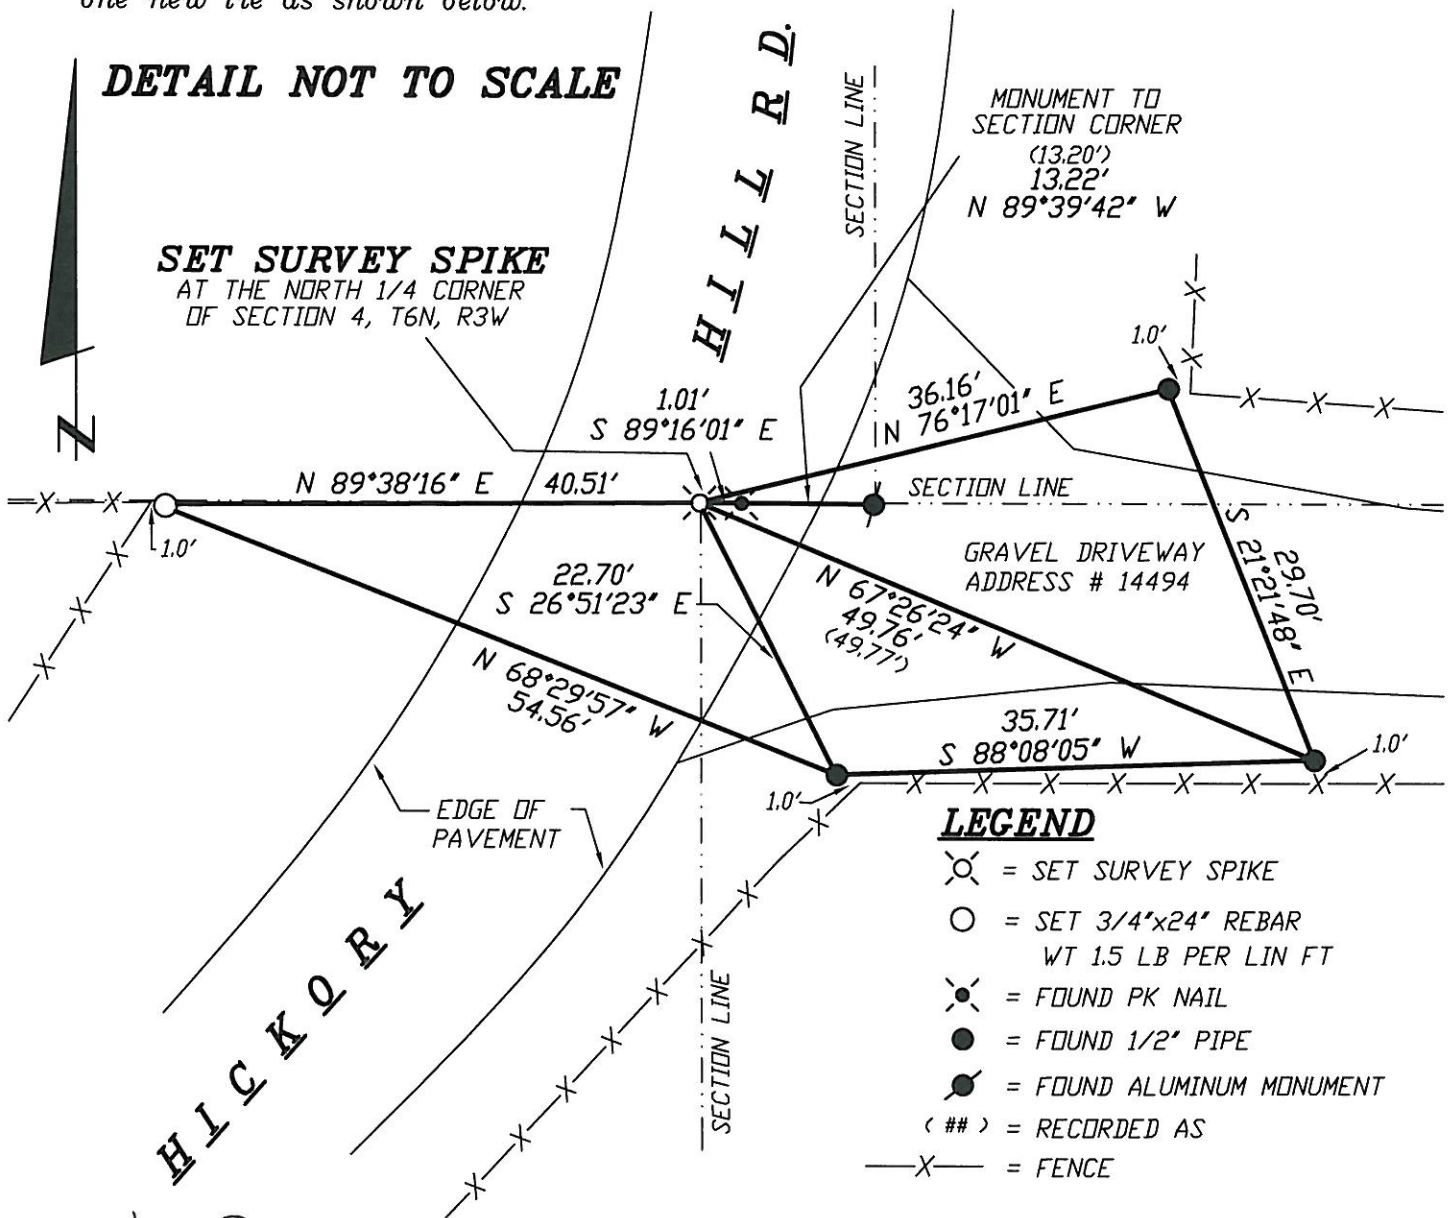 one new tie as shown below.
DETAIL NOT TO SCALE
HILL RD.
SECTION LINE
MONUMENT TO
SECTION CORNER
(13.20')
13.22'
N 89°39'42" W
SET SURVEY SPIKE
AT THE NORTH 1/4 CORNER
OF SECTION 4, T6N, R3W
1.0'
N
1.01'
S 89°16'01" E
36.16'
N 76°17'01" E
N 89°38'16" E 40.51'
SECTION LINE
1.0'
22.70'
S 26°51'23" E
GRAVEL DRIVEWAY
ADDRESS # 14494
N 67°26'24" W
49.76'
(49.77')
29.70'
S 21°21'48" E
N 68°29'57" W
54.56'
35.71'
S 88°08'05" W
1.0'
1.0'
EDGE OF
PAVEMENT
HICKORY
SECTION LINE
LEGEND
= SET SURVEY SPIKE
= SET 3/4"x24" REBAR
WT 1.5 LB PER LIN FT
= FOUND PK NAIL
= FOUND 1/2" PIPE
= FOUND ALUMINUM MONUMENT
( ## ) = RECORDED AS
—X— = FENCE